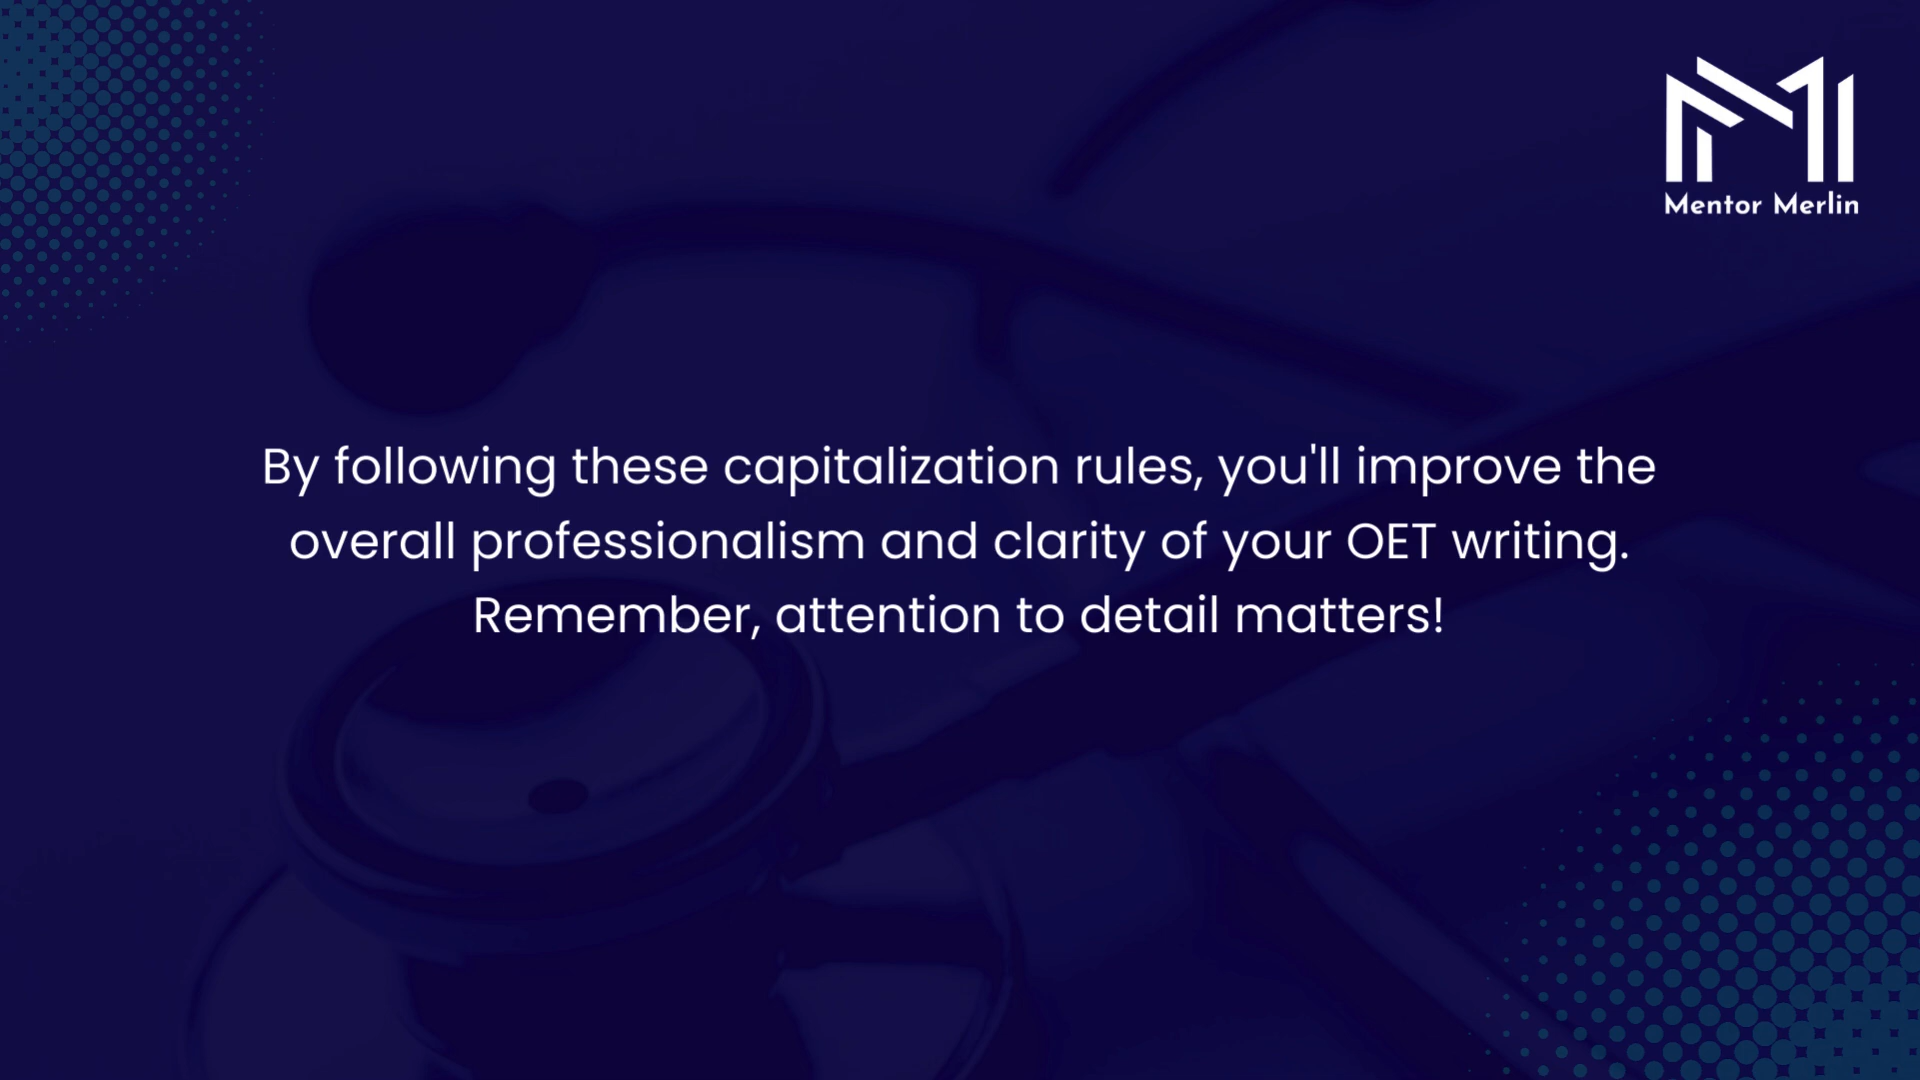 Mentor Merlin
By following these capitalization rules, you'll improve the
overall professionalism and clarity of your OET writing.
Remember, attention to detail matters!